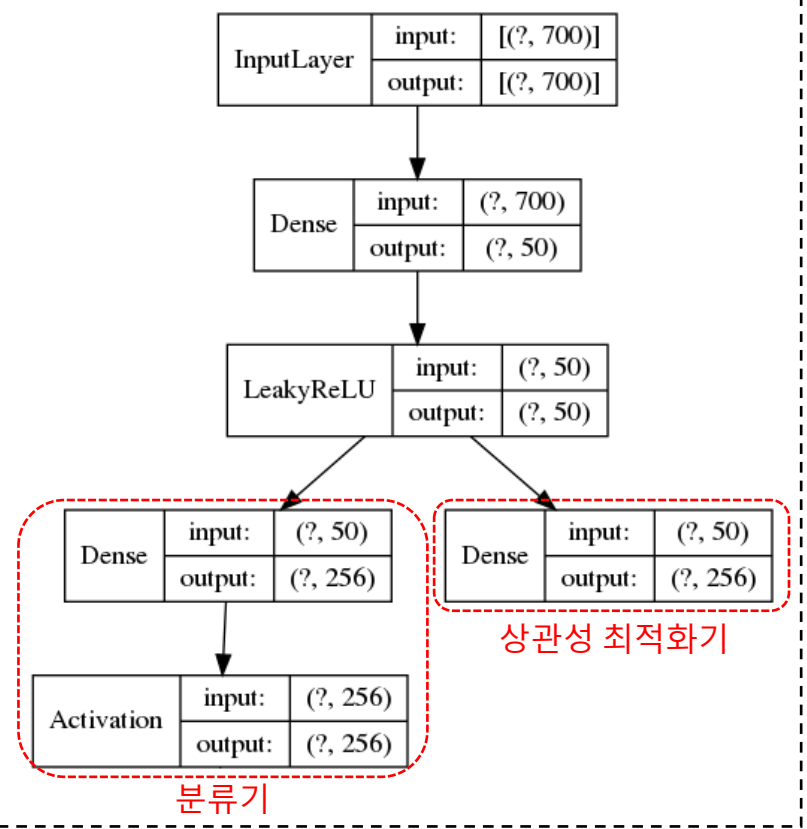 InputLayer input: [(?, 700)]
output: [(?, 700)]
Dense input: (?, 700)
output: (?, 50)
LeakyReLU input: (?, 50)
output: (?, 50)
Dense input: (?, 50)
output: (?, 256)
Dense input: (?, 50)
output: (?, 256)
상관성 최적화기
Activation input: (?, 256)
output: (?, 256)
분류기